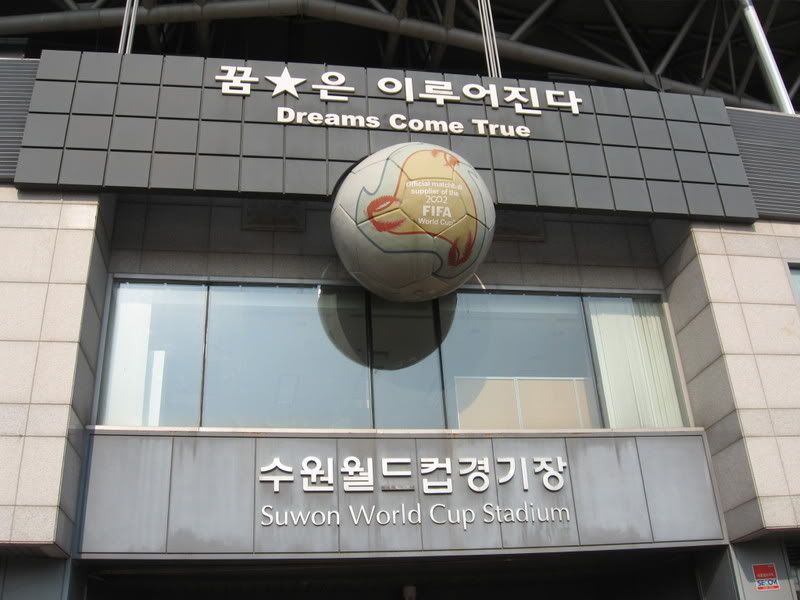 꿈★은 이루어진다
Dreams Come True
Official matchball
supplier of the
2002
FIFA
World Cup
수원월드컵경기장
Suwon World Cup Stadium
SECOM